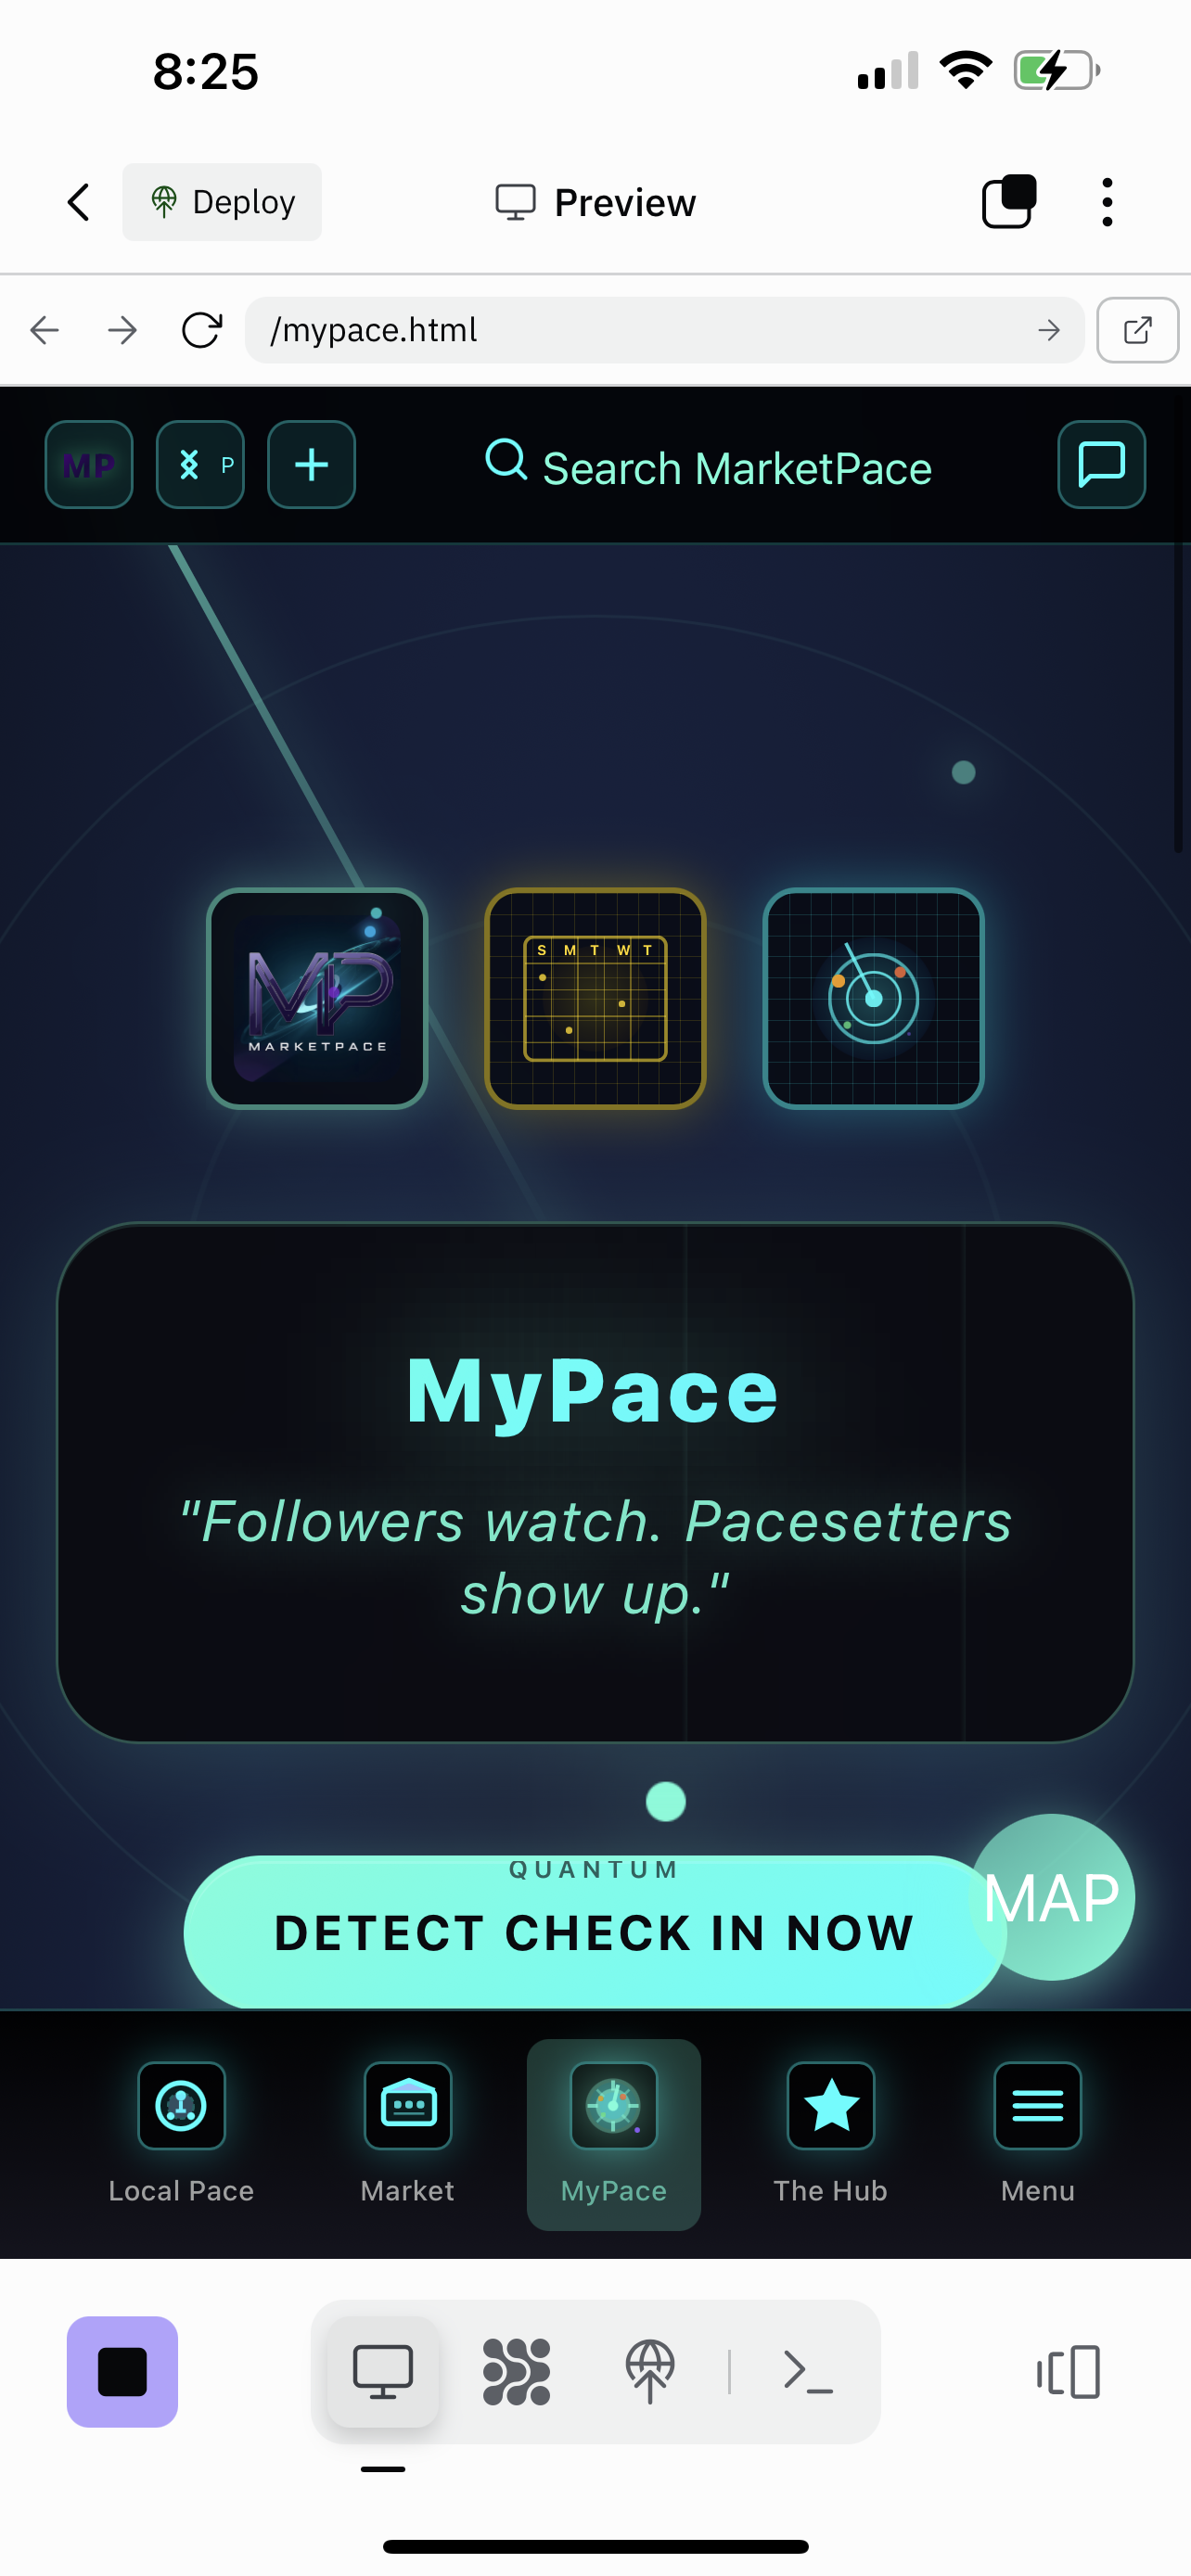 8:25
Deploy
Preview
/mypace.html
MP
P
Search MarketPace
MP
MARKETPACE
S M T W T
MyPace
"Followers watch. Pacesetters
show up."
QUANTUM
DETECT CHECK IN NOW
MAP
Local Pace
Market
MyPace
The Hub
Menu